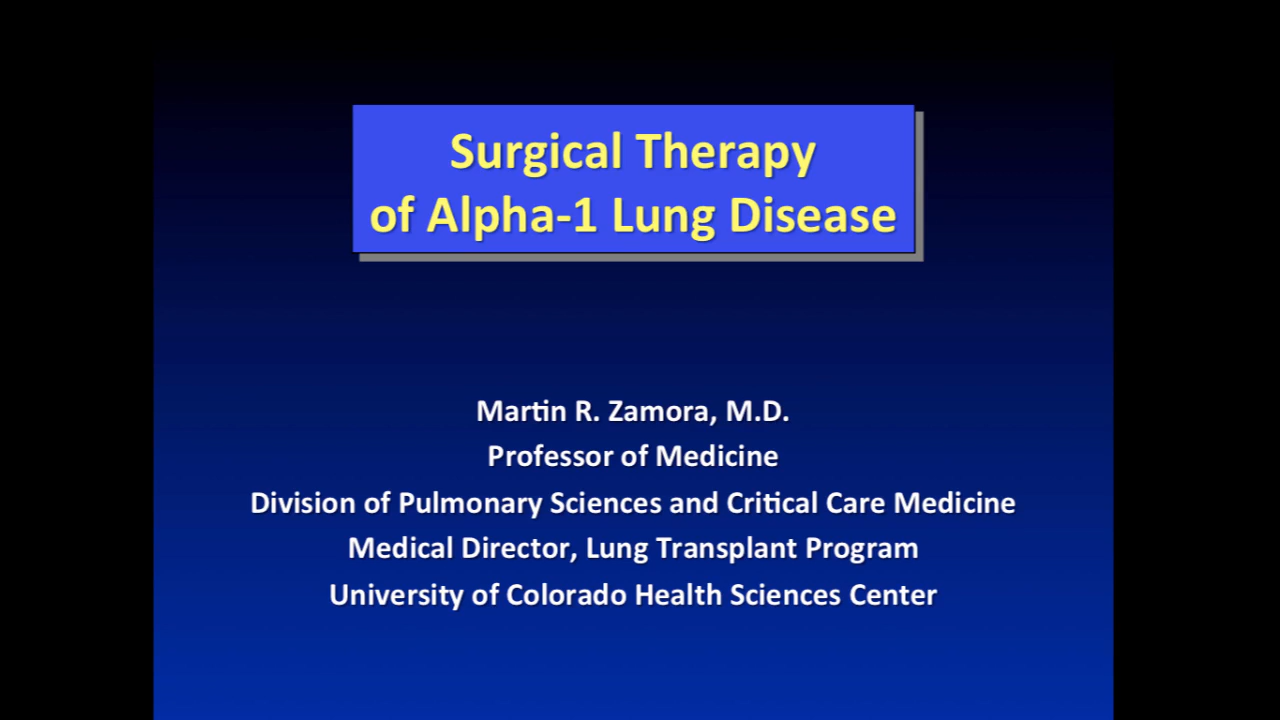 Surgical Therapy
of Alpha-1 Lung Disease
Martin R. Zamora, M.D.
Professor of Medicine
Division of Pulmonary Sciences and Critical Care Medicine
Medical Director, Lung Transplant Program
University of Colorado Health Sciences Center